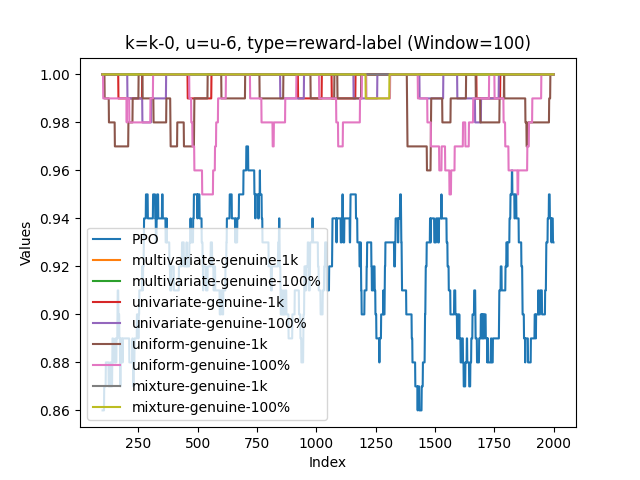 k=k-0, u=u-6, type=reward-label (Window=100)
1.00
0.98
0.96
0.94
0.92
0.90
0.88
0.86
Values
PPO
multivariate-genuine-1k
multivariate-genuine-100%
univariate-genuine-1k
univariate-genuine-100%
uniform-genuine-1k
uniform-genuine-100%
mixture-genuine-1k
mixture-genuine-100%
250 500 750 1000 1250 1500 1750 2000
Index